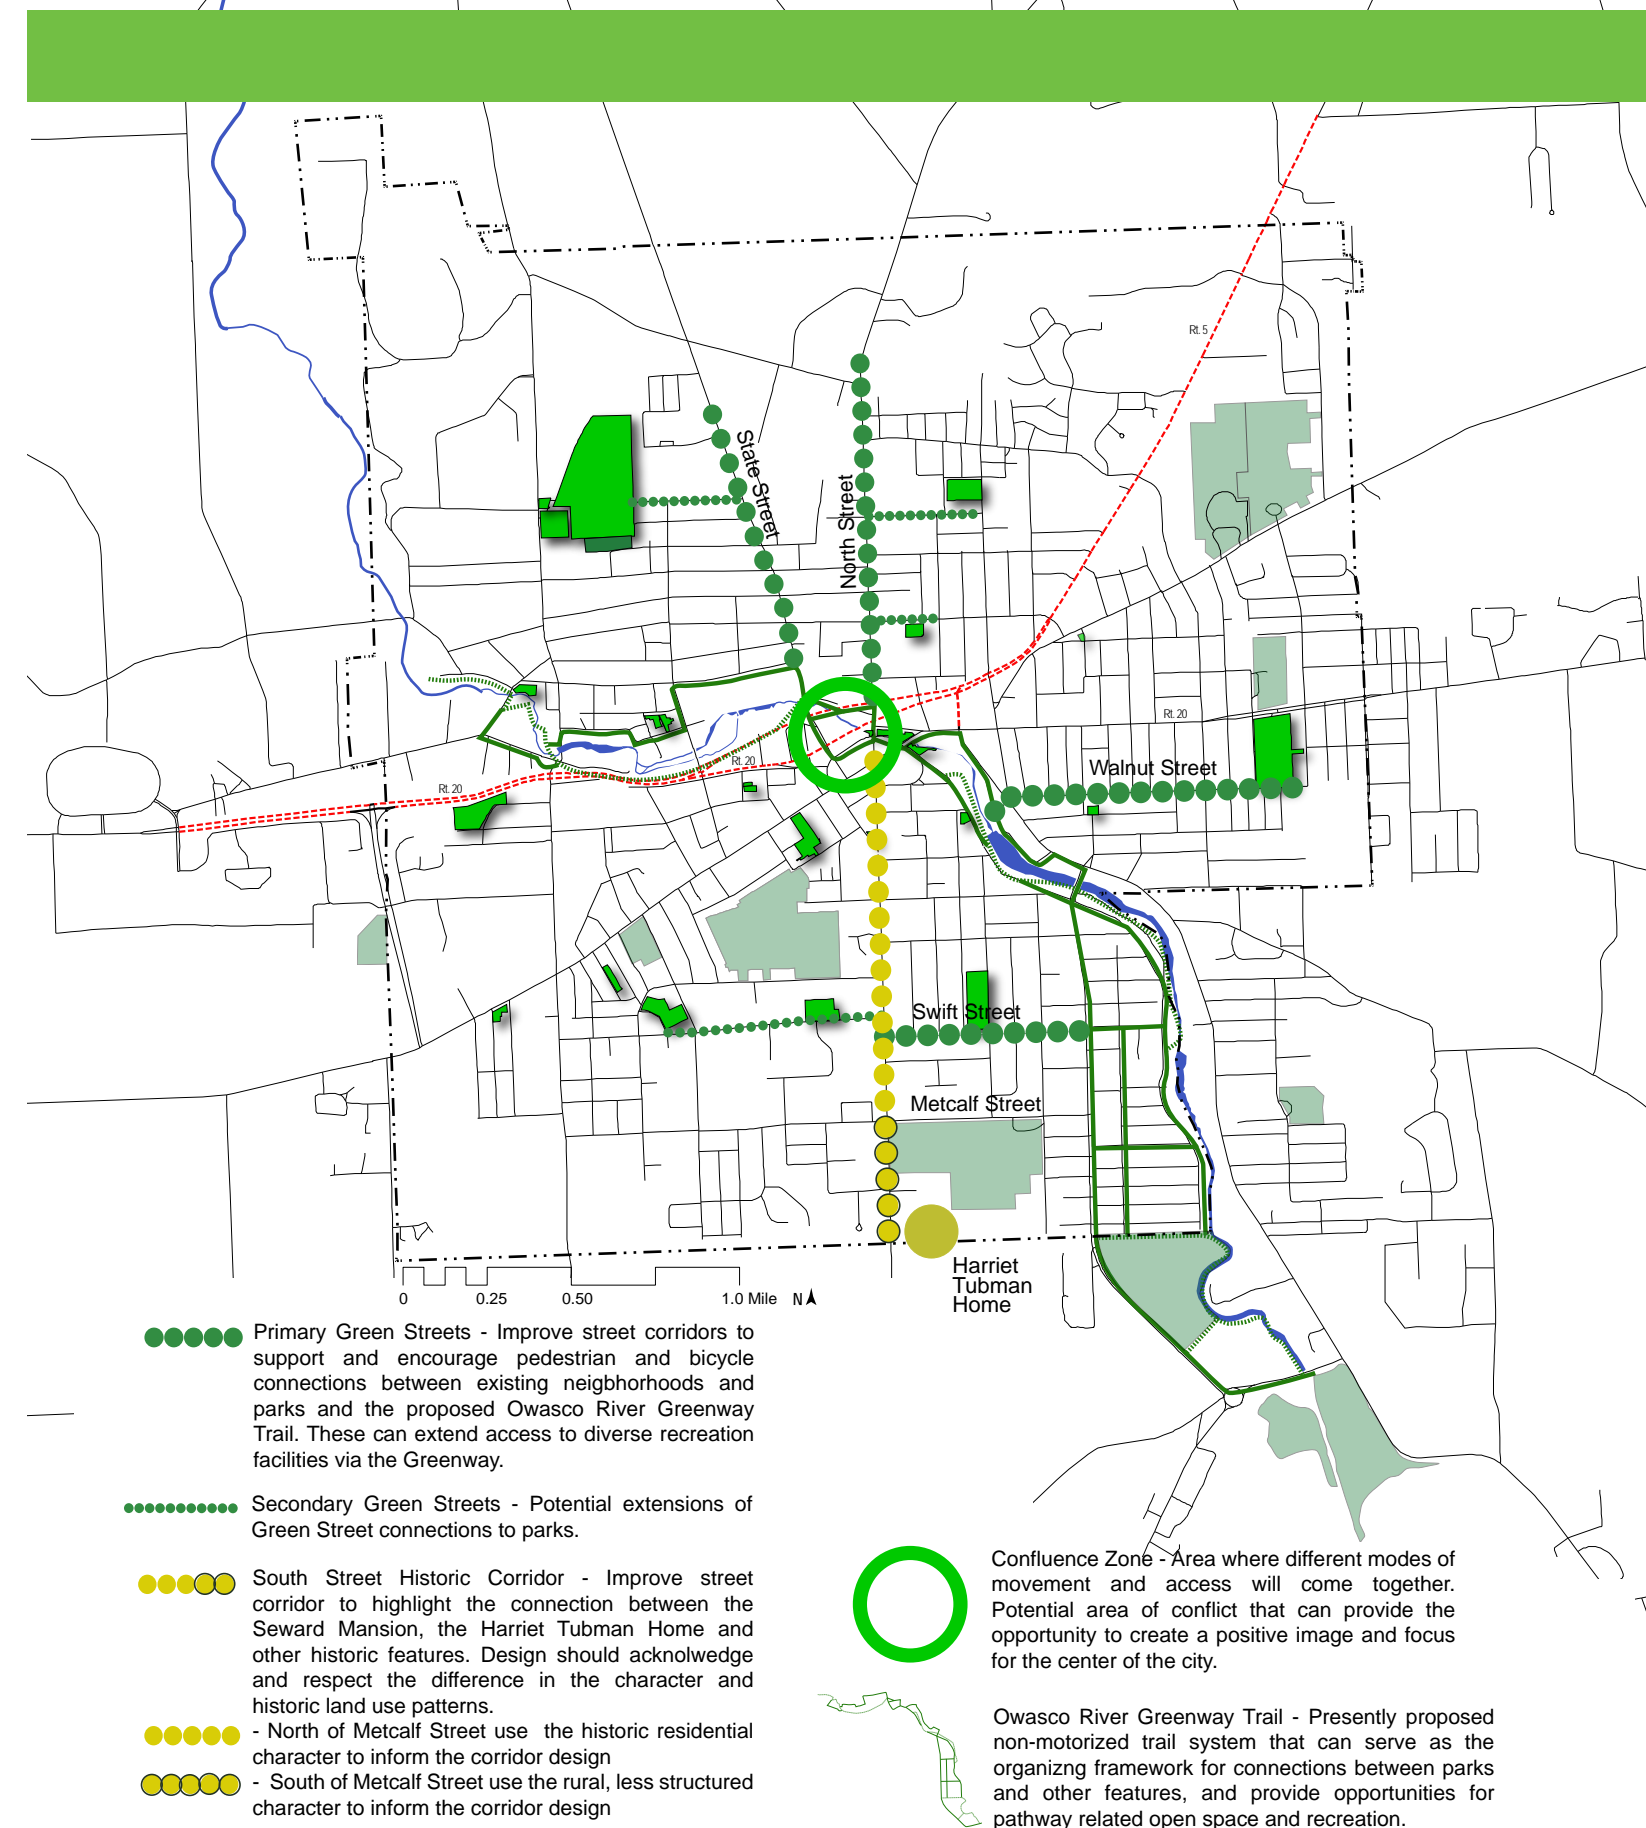 Rt. 5
State Street
North Street
Rt. 20
Walnut Street
Rt. 20
Rt. 20
Swift Street
Metcalf Street
Harriet
Tubman
Home
0 0.25 0.50 1.0 Mile N
Primary Green Streets - Improve street corridors to
support and encourage pedestrian and bicycle
connections between existing neigbhorhoods and
parks and the proposed Owasco River Greenway
Trail. These can extend access to diverse recreation
facilities via the Greenway.
Secondary Green Streets - Potential extensions of
Green Street connections to parks.
South Street Historic Corridor - Improve street
corridor to highlight the connection between the
Seward Mansion, the Harriet Tubman Home and
other historic features. Design should acknolwedge
and respect the difference in the character and
historic land use patterns.
- North of Metcalf Street use the historic residential
character to inform the corridor design
- South of Metcalf Street use the rural, less structured
character to inform the corridor design
Confluence Zone - Area where different modes of
movement and access will come together.
Potential area of conflict that can provide the
opportunity to create a positive image and focus
for the center of the city.
Owasco River Greenway Trail - Presently proposed
non-motorized trail system that can serve as the
organizng framework for connections between parks
and other features, and provide opportunities for
pathway related open space and recreation.